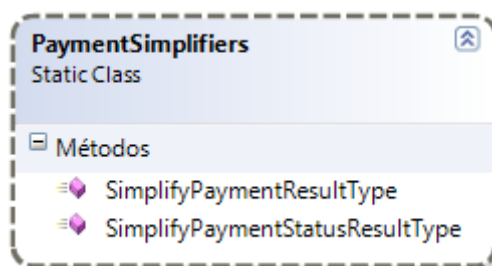 PaymentSimplifiers
Static Class
Métodos
SimplifyPaymentResultType
SimplifyPaymentStatusResultType